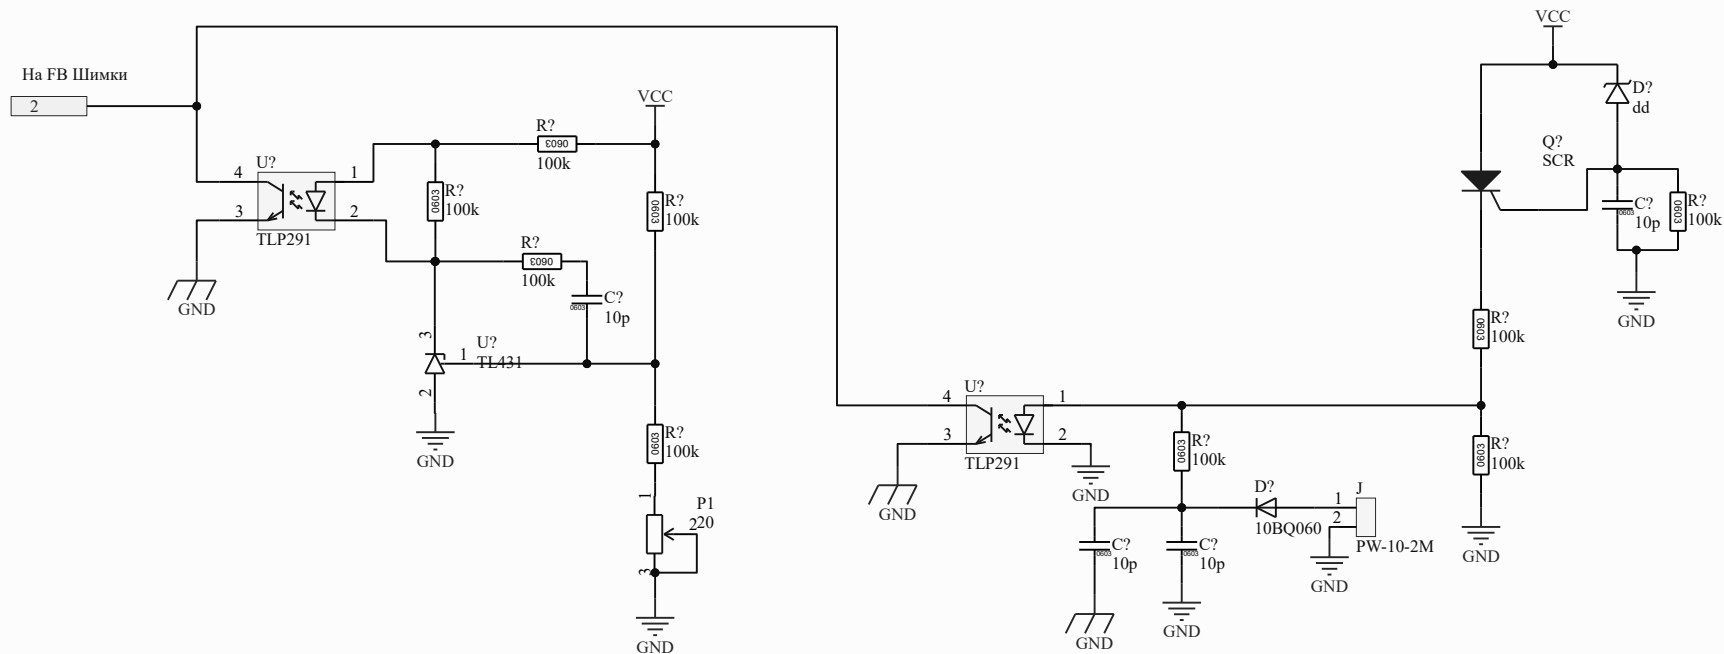 На FB Шимки
2
VCC
R?
0603
100k
U?
4
1
3
2
TLP291
R?
0603
100k
R?
0603
100k
R?
0603
100k
C?
0603
10p
GND
3
1
U?
TL431
2
GND
R?
0603
100k
1
P1
2
20
3
GND
U?
4
1
3
2
TLP291
GND
GND
R?
0603
100k
D?
10BQ060
J
1
2
PW-10-2M
GND
C?
0603
10p
C?
0603
10p
GND
GND
VCC
D?
dd
Q?
SCR
C?
0603
10p
R?
0603
100k
GND
R?
0603
100k
R?
0603
100k
GND